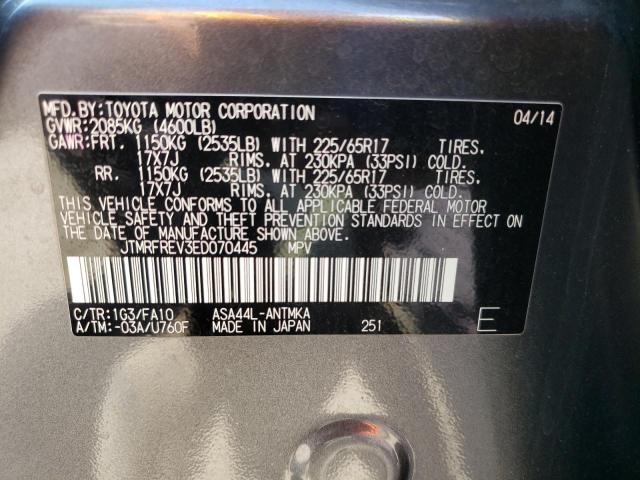 MFD.BY:TOYOTA MOTOR CORPORATION 04/14
GVWR:2085KG (4600LB)
GAWR:FRT. 1150KG (2535LB) WITH 225/65R17 TIRES,
17X7J RIMS, AT 230KPA (33PSI) COLD.
RR. 1150KG (2535LB) WITH 225/65R17 TIRES,
17X7J RIMS, AT 230KPA (33PSI) COLD.
THIS VEHICLE CONFORMS TO ALL APPLICABLE FEDERAL MOTOR
VEHICLE SAFETY AND THEFT PREVENTION STANDARDS IN EFFECT ON
THE DATE OF MANUFACTURE SHOWN ABOVE.
JTMRFREV3ED070445 MPV
C/TR:1G3/FA10 ASA44L-ANTMKA
A/TM:-03A/U760F MADE IN JAPAN 251 E